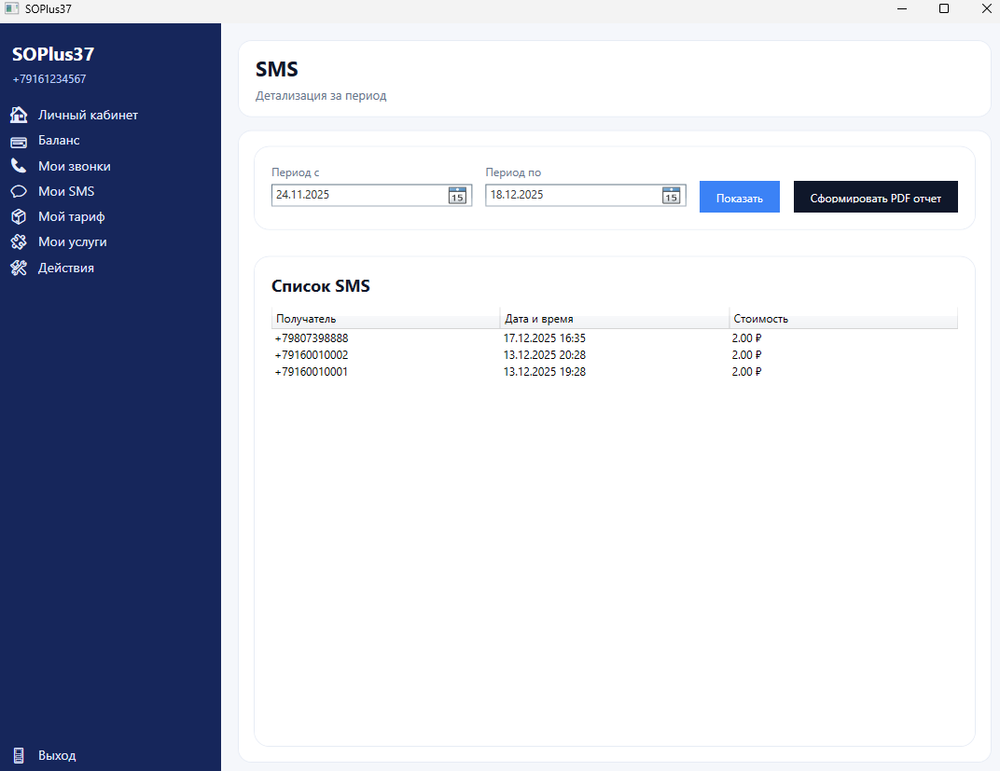 SOPlus37
SOPlus37
+79161234567
Личный кабинет
Баланс
Мои звонки
Мои SMS
Мой тариф
Мои услуги
Действия
Выход
SMS
Детализация за период
Период с
Период по
24.11.2025 15
18.12.2025 15
Показать
Сформировать PDF отчет
Список SMS
Получатель Дата и время Стоимость
+79807398888 17.12.2025 16:35 2.00 ₽
+79160010002 13.12.2025 20:28 2.00 ₽
+79160010001 13.12.2025 19:28 2.00 ₽